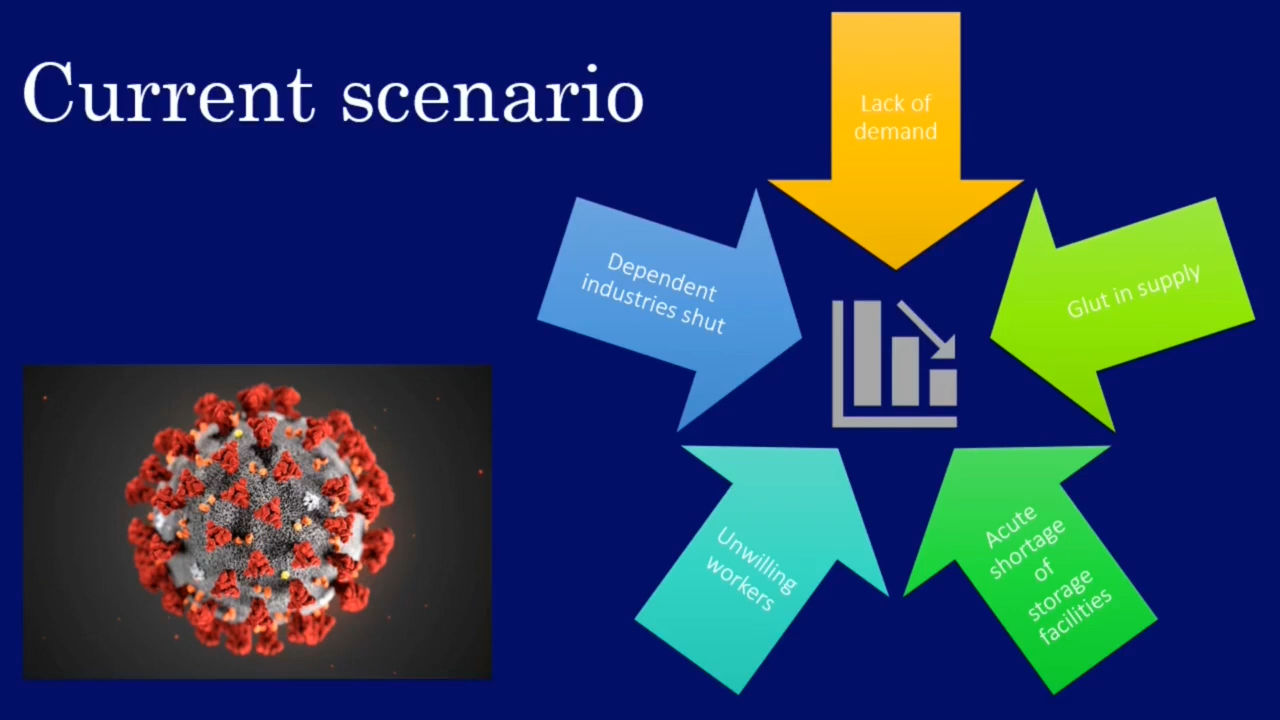 Current scenario
Lack of
demand
Dependent
industries shut
Glut in supply
Unwilling
workers
Acute
shortage
of
storage
facilities